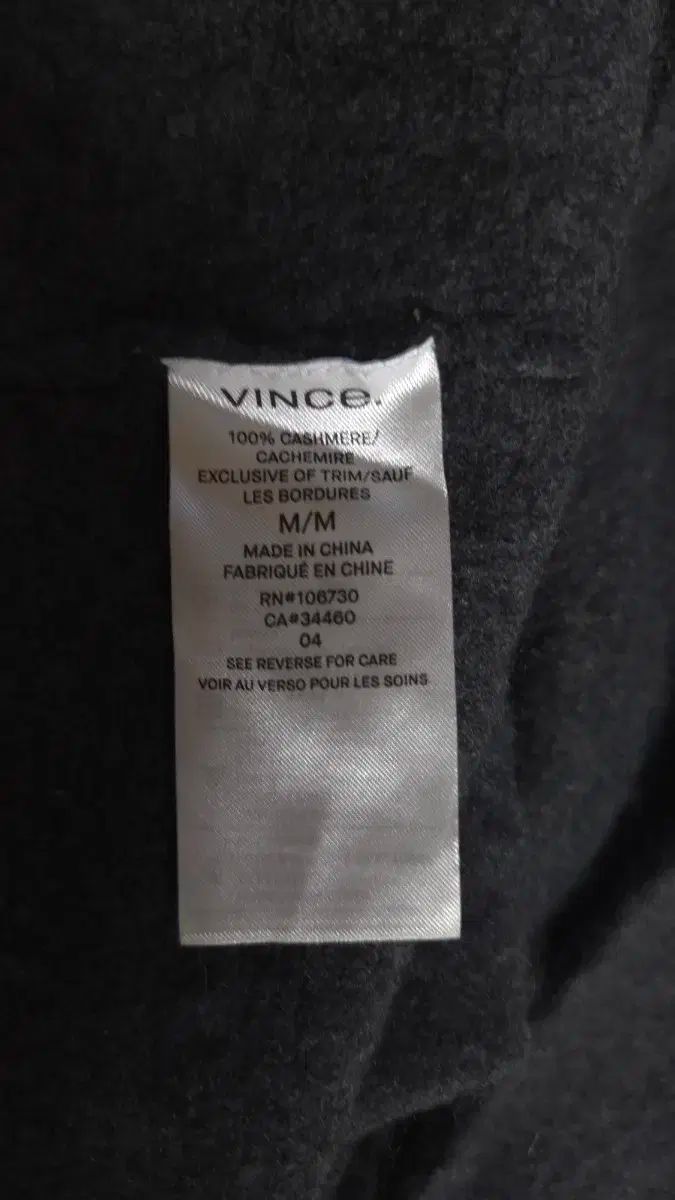 VINCE.
100% CASHMERE/
CACHEMIRE
EXCLUSIVE OF TRIM/SAUF
LES BORDURES
M/M
MADE IN CHINA
FABRIQUÉ EN CHINE
RN#106730
CA#34460
04
SEE REVERSE FOR CARE
VOIR AU VERSO POUR LES SOINS